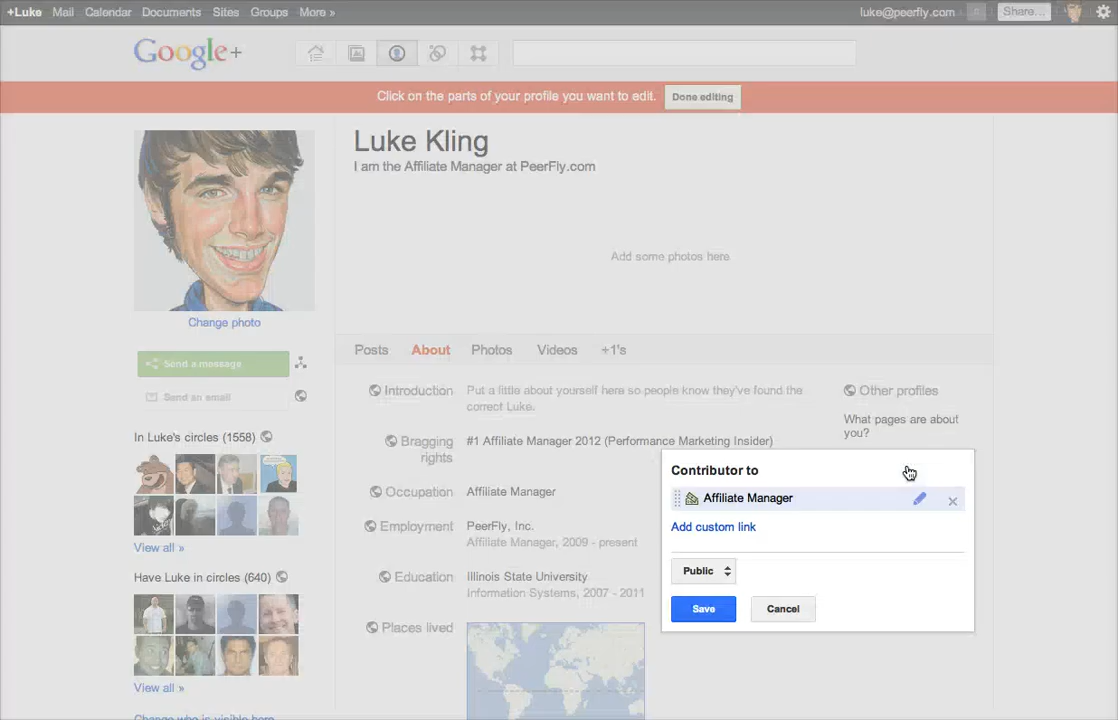 +Luke Mail Calendar Documents Sites Groups More » luke@peerfly.com Share...
Google+
Click on the parts of your profile you want to edit. Done editing
Luke Kling
I am the Affiliate Manager at PeerFly.com
Add some photos here
Change photo
Posts About Photos Videos +1's
Send a message
Send an email
Introduction Put a little about yourself here so people know they've found the
correct Luke.
Other profiles
What pages are about
you?
In Luke's circles (1558)
Bragging
rights
#1 Affiliate Manager 2012 (Performance Marketing Insider)
Contributor to
Affiliate Manager
Add custom link
Public
Save Cancel
Occupation Affiliate Manager
Employment PeerFly, Inc.
Affiliate Manager, 2009 - present
View all »
Have Luke in circles (640)
Education Illinois State University
Information Systems, 2007 - 2011
Places lived
View all »
Change who is visible here